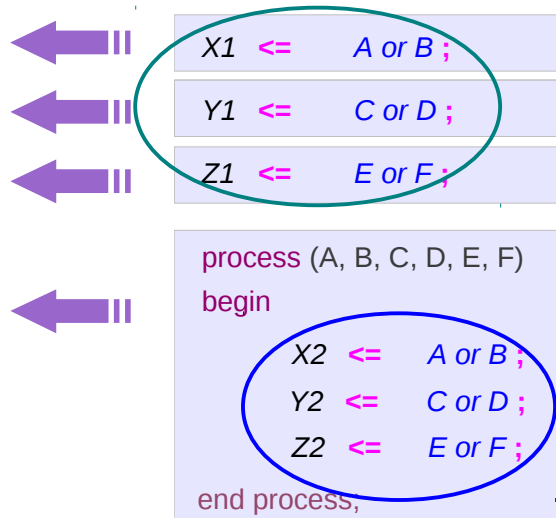 X1 <= A or B ;
Y1 <= C or D ;
Z1 <= E or F ;
process (A, B, C, D, E, F)
begin
X2 <= A or B ;
Y2 <= C or D ;
Z2 <= E or F ;
end process;